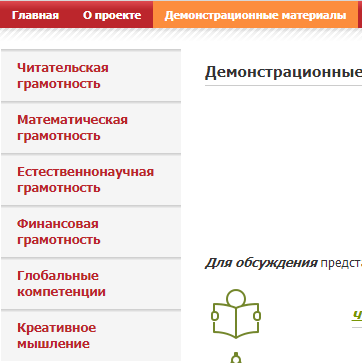 Главная О проекте Демонстрационные материалы
Читательская
грамотность
Математическая
грамотность
Естественнонаучная
грамотность
Финансовая
грамотность
Глобальные
компетенции
Креативное
мышление
Демонстрационные
Для обсуждения